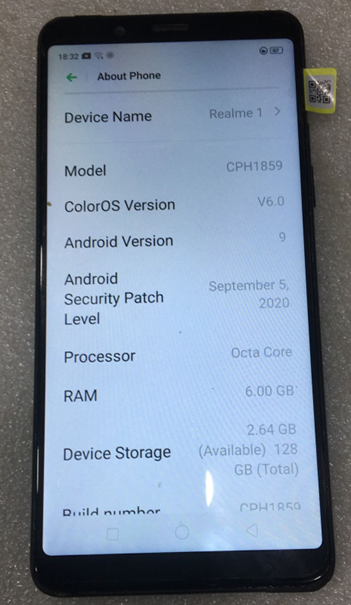 18:32
About Phone
Device Name Realme 1
Model CPH1859
ColorOS Version V6.0
Android Version 9
Android
Security Patch
Level
September 5,
2020
Processor Octa Core
RAM 6.00 GB
Device Storage
2.64 GB
(Available) 128
GB (Total)
Build number CPH1859